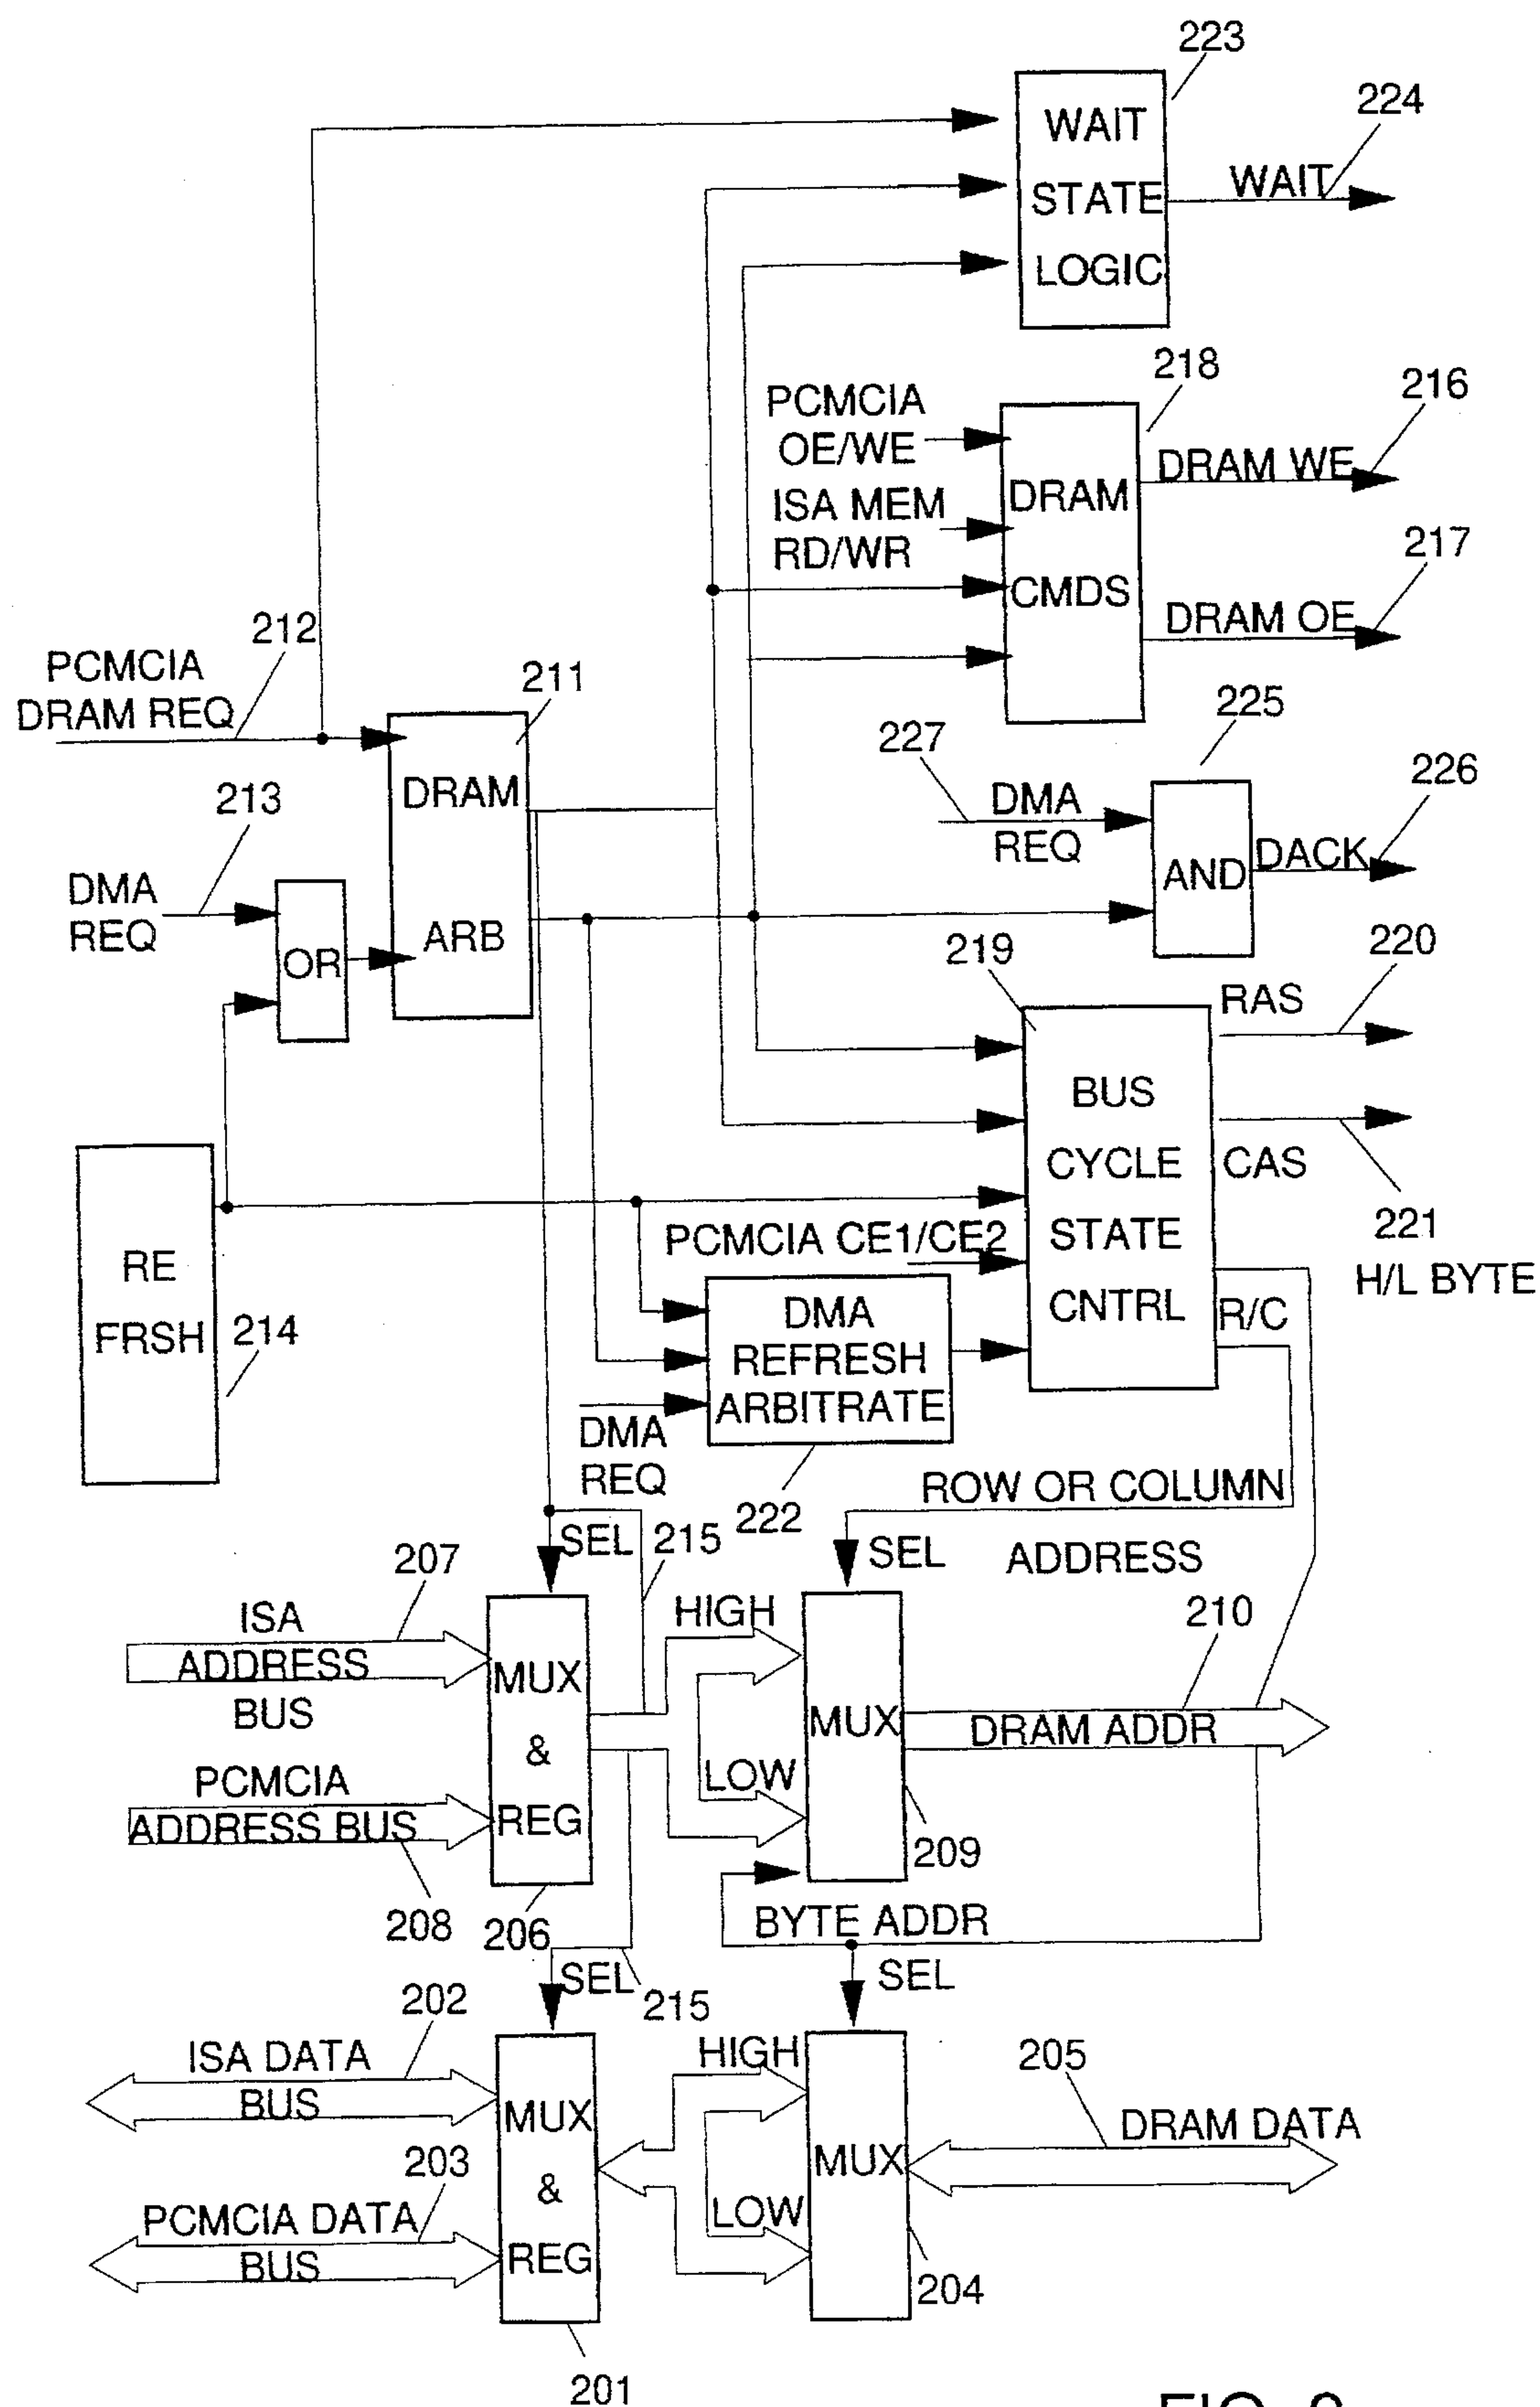 223
WAIT
STATE
LOGIC
224
WAIT
218
PCMCIA
OE/WE
ISA MEM
RD/WR
DRAM
CMDS
216
DRAM WE
217
DRAM OE
212
PCMCIA
DRAM REQ
211
DRAM
ARB
213
DMA
REQ
OR
225
227
DMA
REQ
AND
226
DACK
219
220
RAS
BUS
CYCLE
STATE
CNTRL
CAS
221
H/L BYTE
R/C
RE
FRSH
214
PCMCIA CE1/CE2
DMA
REFRESH
ARBITRATE
DMA
REQ
222
ROW OR COLUMN
ADDRESS
SEL
215
SEL
207
ISA
ADDRESS
BUS
MUX
&
REG
HIGH
LOW
MUX
210
DRAM ADDR
PCMCIA
ADDRESS BUS
208
206
209
BYTE ADDR
SEL
215
SEL
202
ISA DATA
BUS
203
PCMCIA DATA
BUS
MUX
&
REG
201
HIGH
LOW
MUX
204
205
DRAM DATA